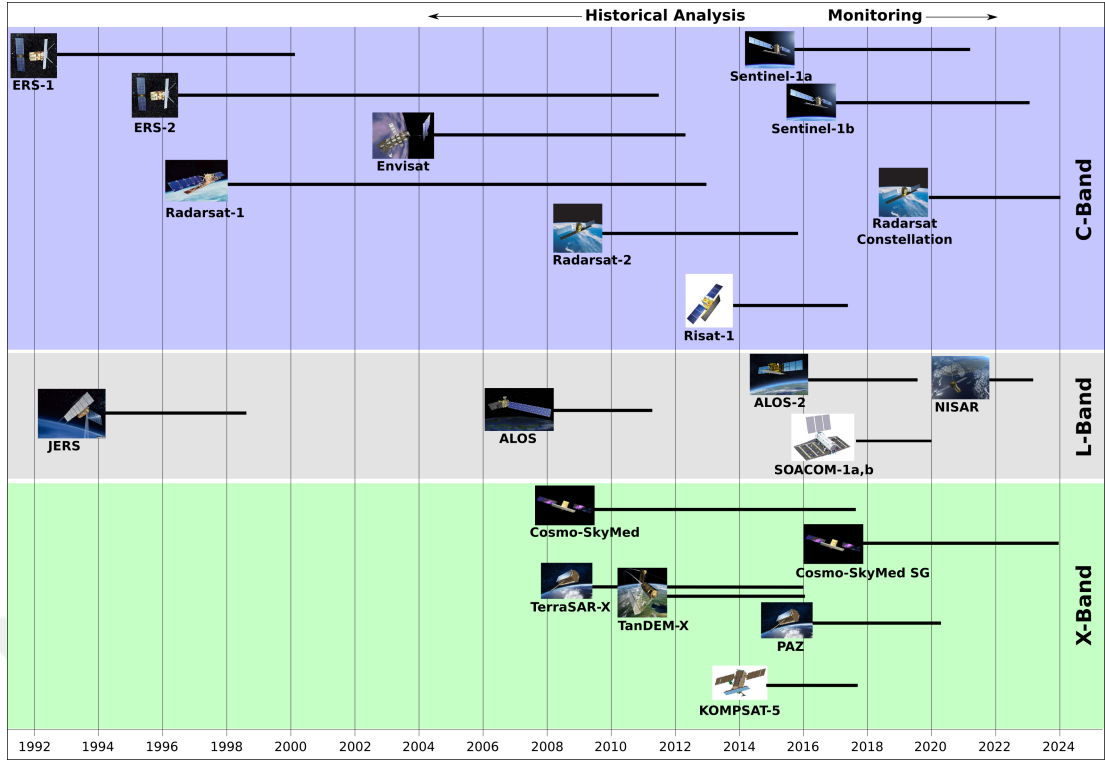 Historical Analysis
Monitoring
ERS-1
ERS-2
Envisat
Radarsat-1
Radarsat-2
Risat-1
Sentinel-1a
Sentinel-1b
Radarsat
Constellation
C-Band
JERS
ALOS
ALOS-2
NISAR
SOACOM-1a,b
L-Band
Cosmo-SkyMed
Cosmo-SkyMed SG
TerraSAR-X
TanDEM-X
PAZ
KOMPSAT-5
X-Band
1992 1994 1996 1998 2000 2002 2004 2006 2008 2010 2012 2014 2016 2018 2020 2022 2024